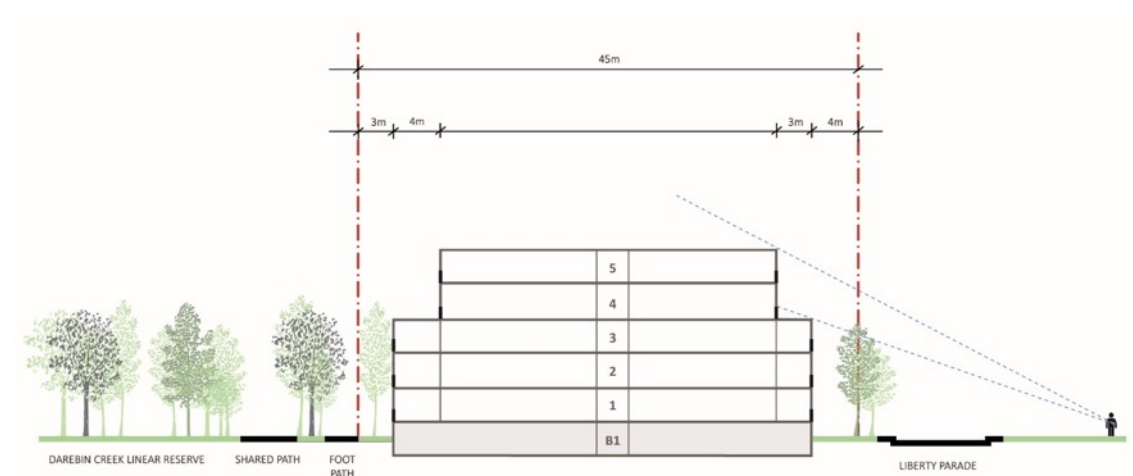 45m
3m 4m 3m 4m
5
4
3
2
1
B1
DAREBIN CREEK LINEAR RESERVE SHARED PATH FOOT PATH LIBERTY PARADE